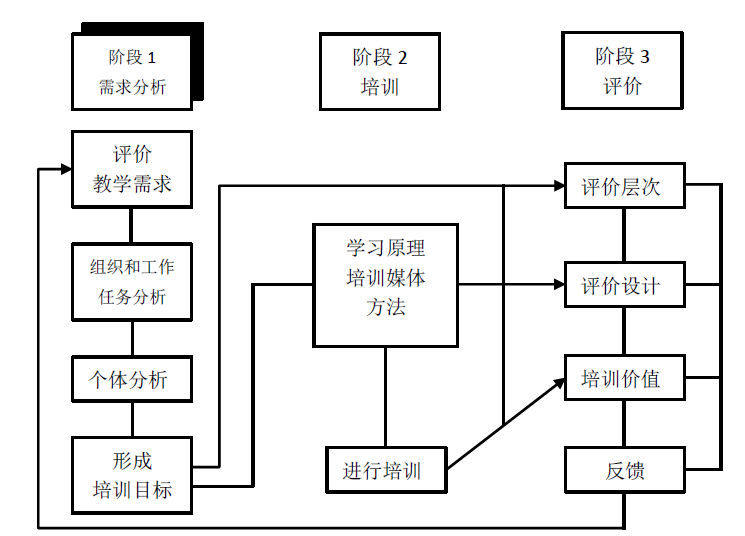 阶段 1
需求分析
阶段 2
培训
阶段 3
评价
评价
教学需求
组织和工作
任务分析
个体分析
形成
培训目标
学习原理
培训媒体
方法
进行培训
评价层次
评价设计
培训价值
反馈